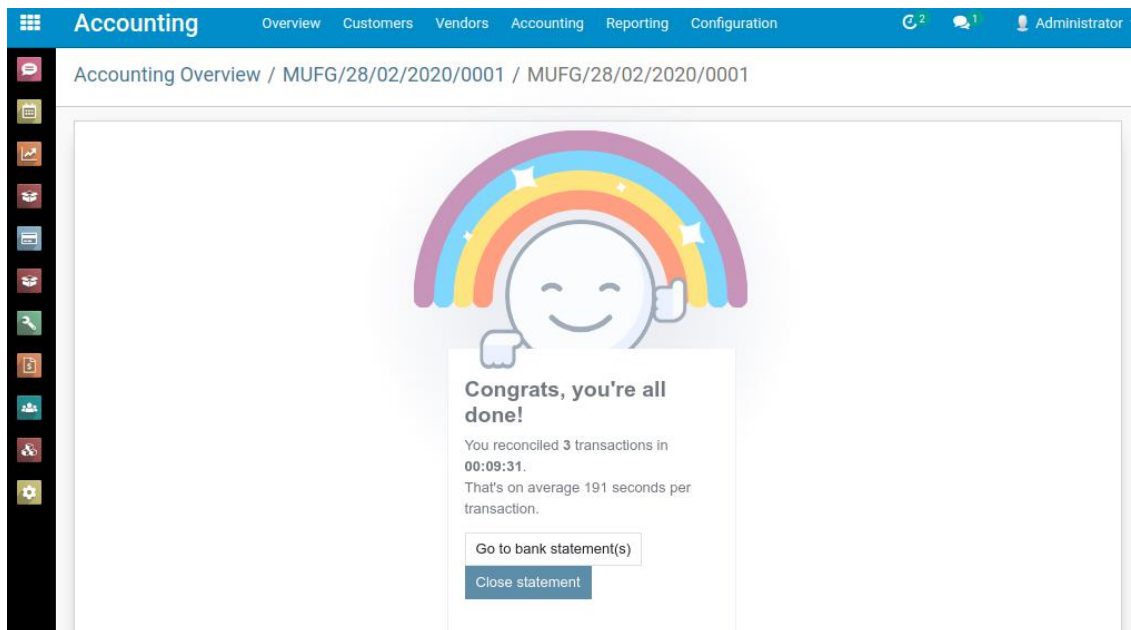 Accounting Overview Customers Vendors Accounting Reporting Configuration 2 1 Administrator
Accounting Overview / MUFG/28/02/2020/0001 / MUFG/28/02/2020/0001
Congrats, you're all
done!
You reconciled 3 transactions in
00:09:31.
That's on average 191 seconds per
transaction.
Go to bank statement(s)
Close statement